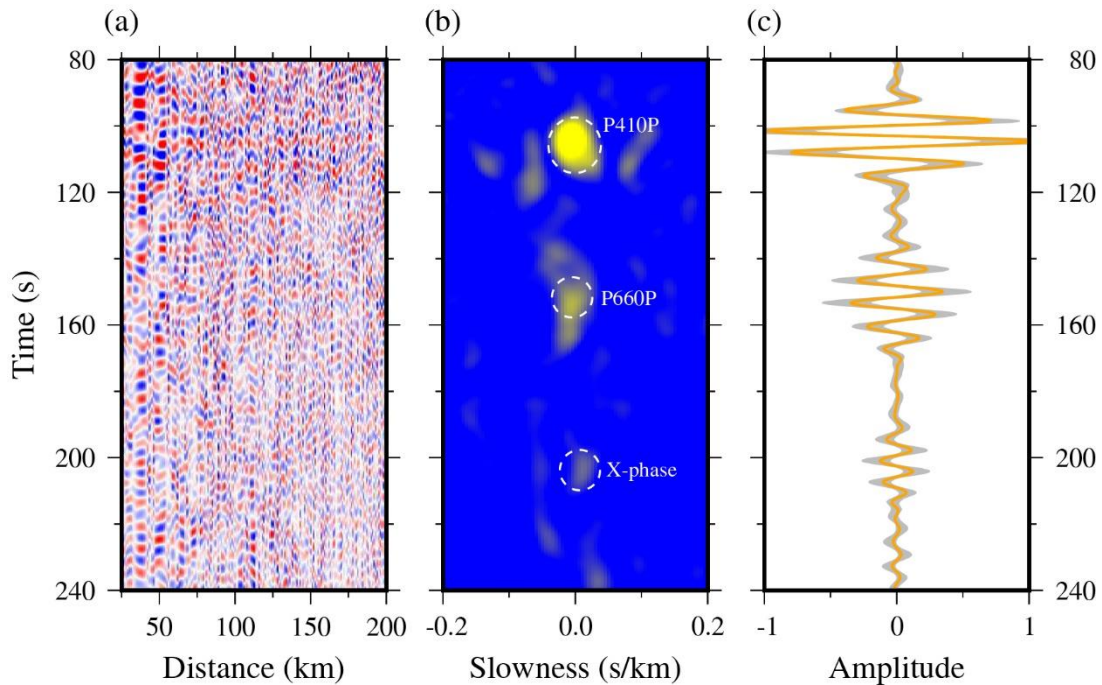 (a)
(b)
(c)
80
120
160
200
240
Time (s)
50
100
150
200
Distance (km)
P410P
P660P
X-phase
-0.2
0.0
0.2
Slowness (s/km)
80
120
160
200
240
-1
0
1
Amplitude